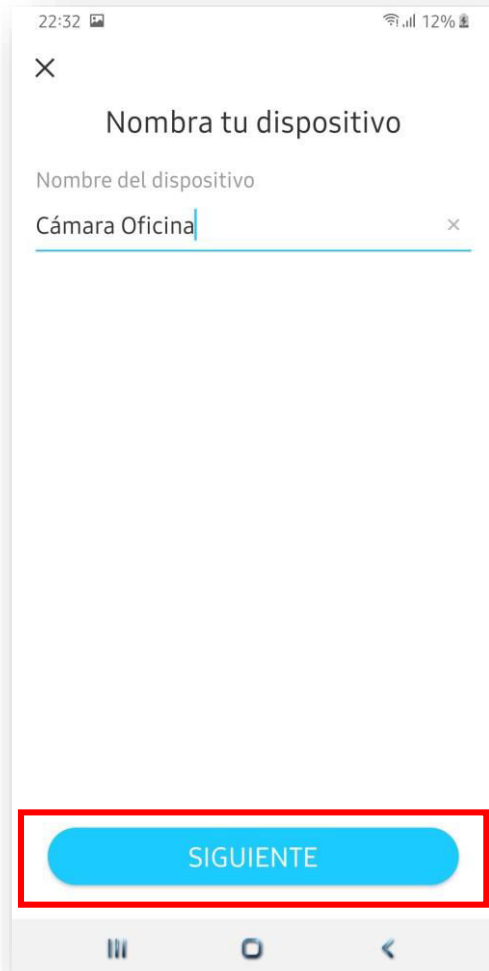 22:32 12%
Nombra tu dispositivo
Nombre del dispositivo
Cámara Oficina
SIGUIENTE